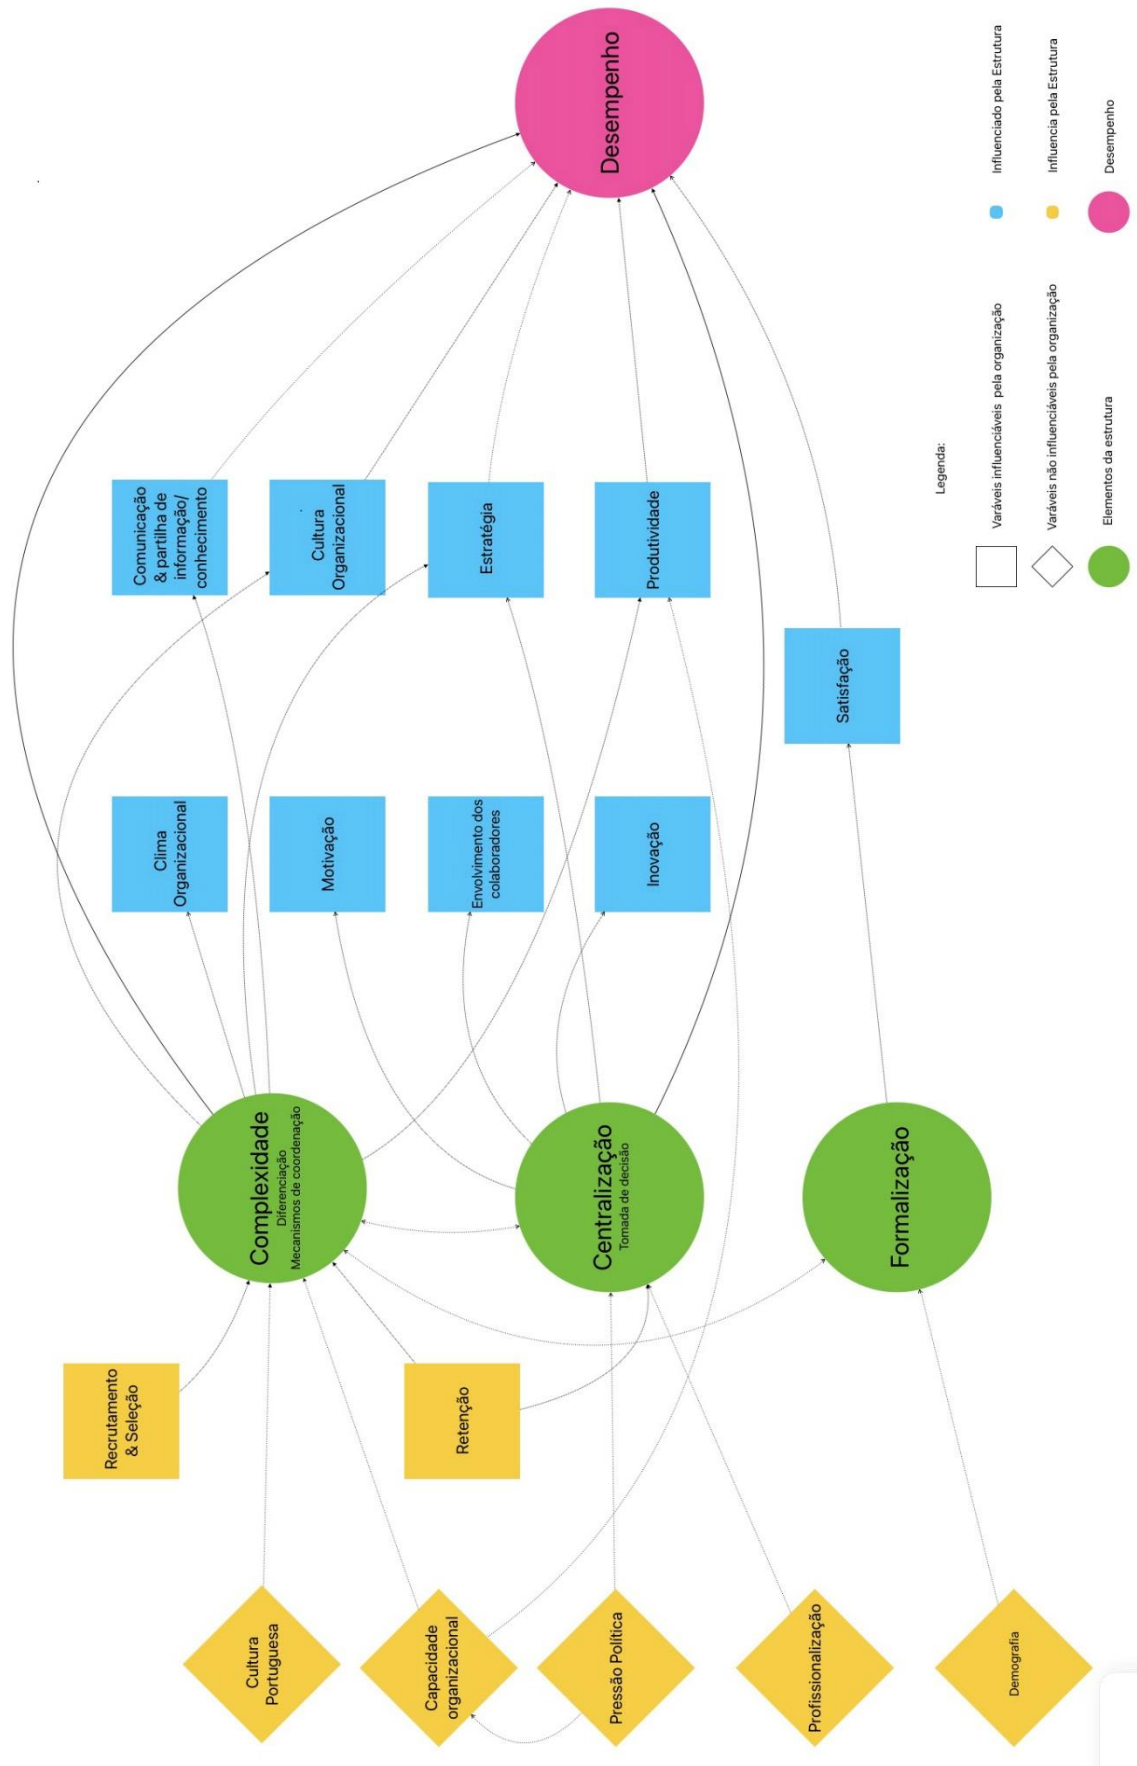 Desempenho
Comunicação
& partilha de
informação/
conhecimento
Cultura
Organizacional
Estratégia
Produtividade
Satisfação
Clima
Organizacional
Motivação
Envolvimento dos
colaboradores
Inovação
Complexidade
Diferenciação
Mecanismos de coordenação
Centralização
Tomada de decisão
Formalização
Recrutamento
& Seleção
Retenção
Cultura
Portuguesa
Capacidade
organizacional
Pressão Política
Profissionalização
Demografia
Legenda:
Varáveis influenciáveis pela organização
Influenciado pela Estrutura
Varáveis não influenciáveis pela organização
Influencia pela Estrutura
Elementos da estrutura
Desempenho